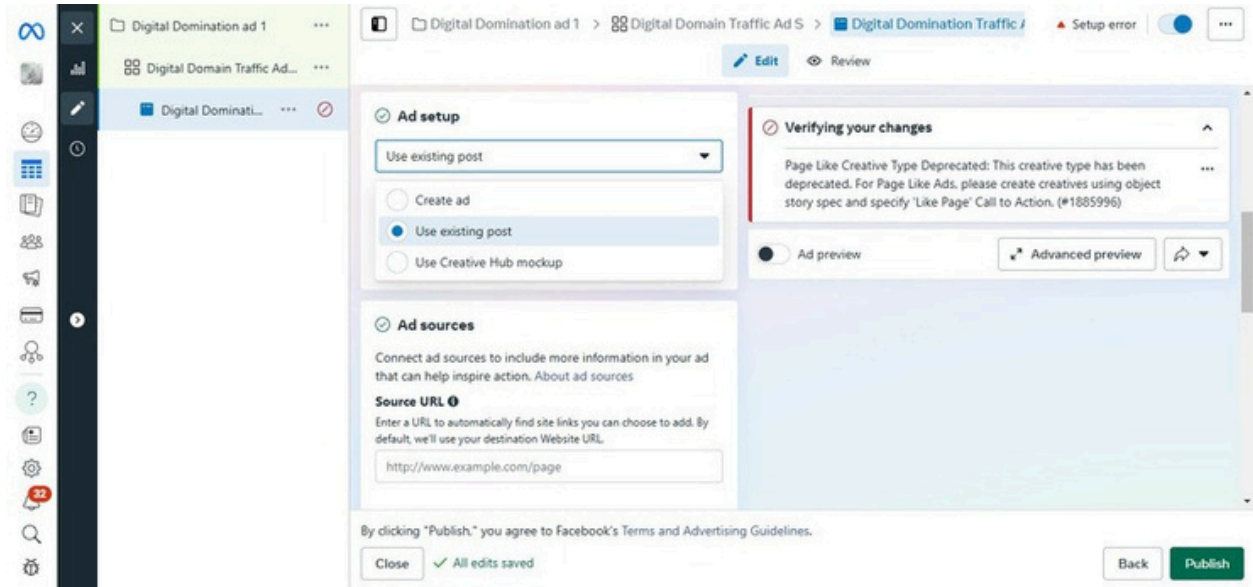 Digital Domination ad 1
Digital Domain Traffic Ad...
Digital Dominati...
Digital Domination ad 1 > Digital Domain Traffic Ad S > Digital Domination Traffic A
Setup error
Edit
Review
Ad setup
Use existing post
Create ad
Use existing post
Use Creative Hub mockup
Ad sources
Connect ad sources to include more information in your ad
that can help inspire action. About ad sources
Source URL
Enter a URL to automatically find site links you can choose to add. By
default, we'll use your destination Website URL.
http://www.example.com/page
Verifying your changes
Page Like Creative Type Deprecated: This creative type has been
deprecated. For Page Like Ads, please create creatives using object
story spec and specify 'Like Page' Call to Action. (#1885996)
Ad preview
Advanced preview
32
By clicking "Publish," you agree to Facebook's Terms and Advertising Guidelines.
Close
All edits saved
Back
Publish